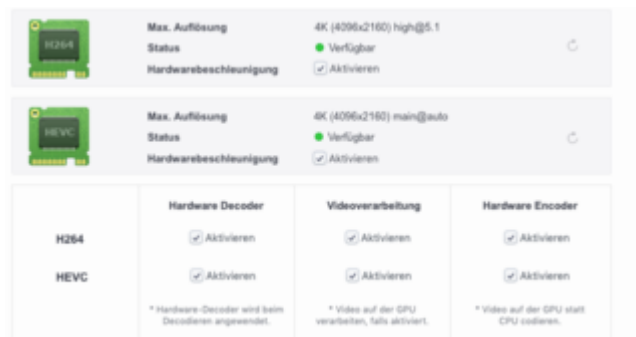 H264
Max. Auflösung 4K (4096x2160) high@5.1
Status Verfügbar
Hardwarebeschleunigung Aktivieren
HEVC
Max. Auflösung 4K (4096x2160) main@auto
Status Verfügbar
Hardwarebeschleunigung Aktivieren
Hardware Decoder Videoverarbeitung Hardware Encoder
H264 Aktivieren Aktivieren Aktivieren
HEVC Aktivieren Aktivieren Aktivieren
* Hardware-Decoder wird beim * Video auf der GPU * Video auf der GPU statt
Decodieren angewendet. verarbeiten, falls aktiviert. CPU codieren.